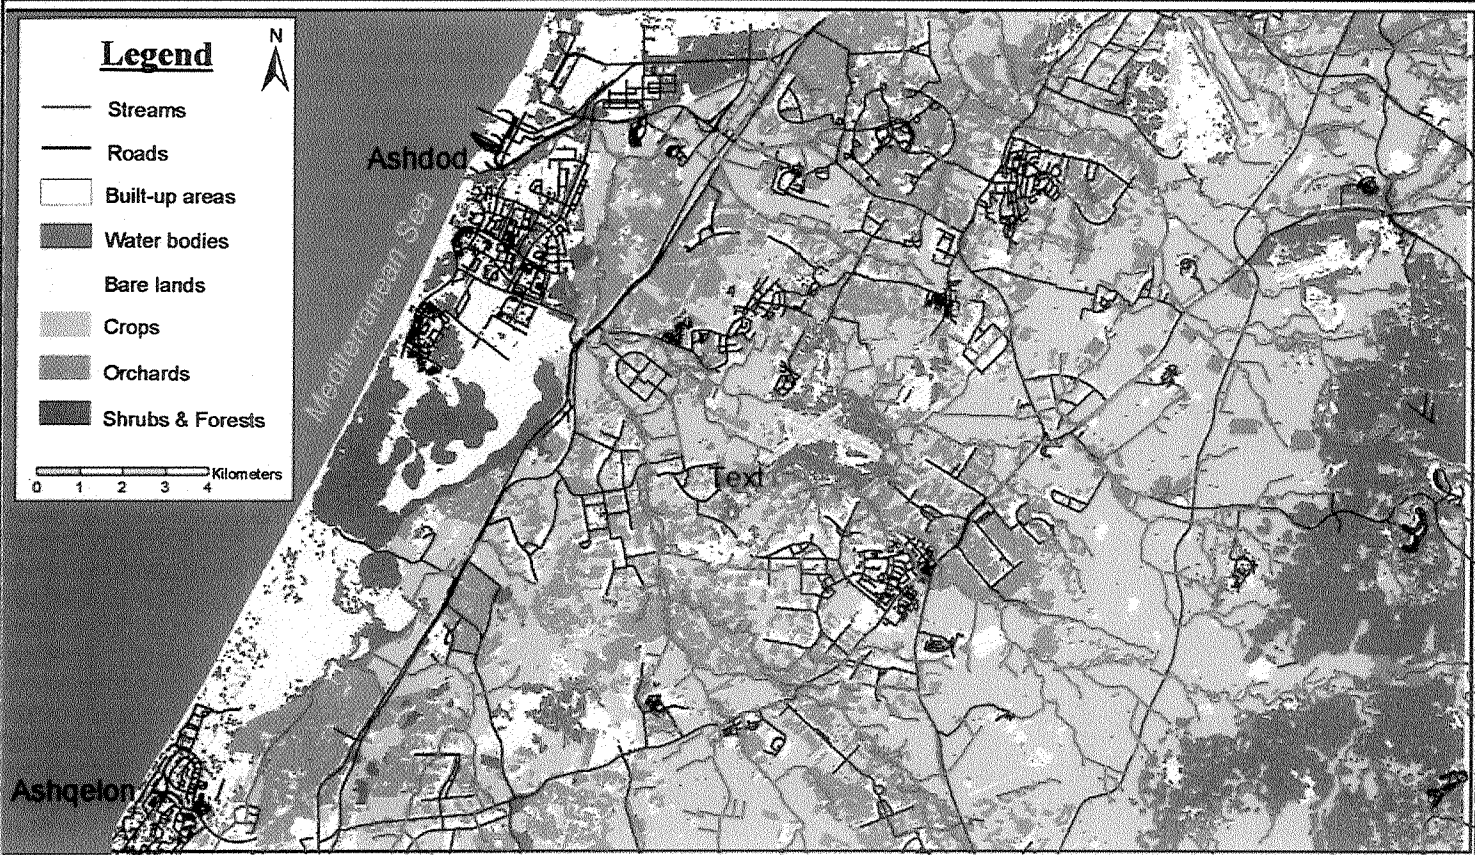 Legend
N
Streams
Roads
Built-up areas
Water bodies
Bare lands
Crops
Orchards
Shrubs & Forests
Kilometers
0 1 2 3 4
Ashdod
Mediterranean Sea
Text
Ashqelon